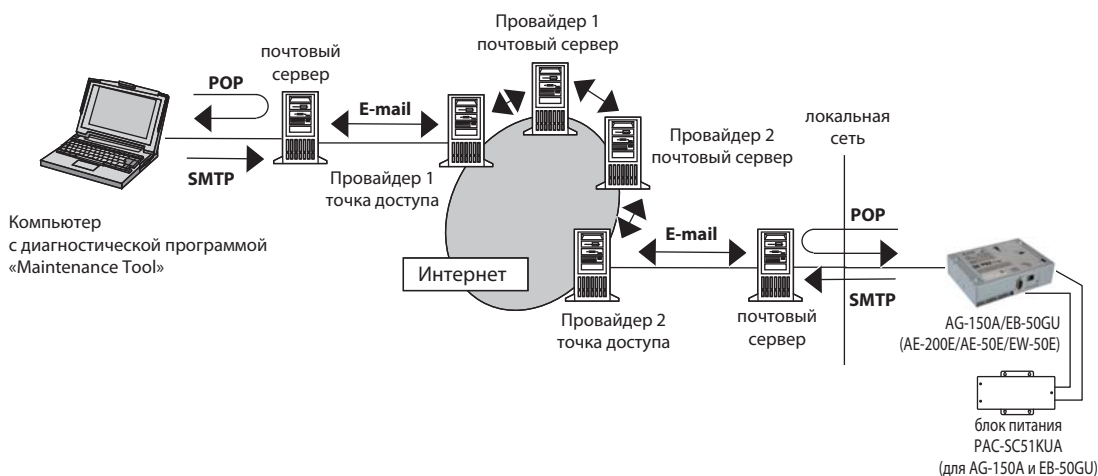 Провайдер 1
почтовый сервер
почтовый
сервер
POP
E-mail
SMTP
Провайдер 1
точка доступа
Компьютер
с диагностической программой
«Maintenance Tool»
Провайдер 2
почтовый сервер
локальная
сеть
Интернет
E-mail
POP
SMTP
Провайдер 2
точка доступа
почтовый
сервер
AG-150A/EB-50GU
(AE-200E/AE-50E/EW-50E)
блок питания
PAC-SC51KUA
(для AG-150A и EB-50GU)